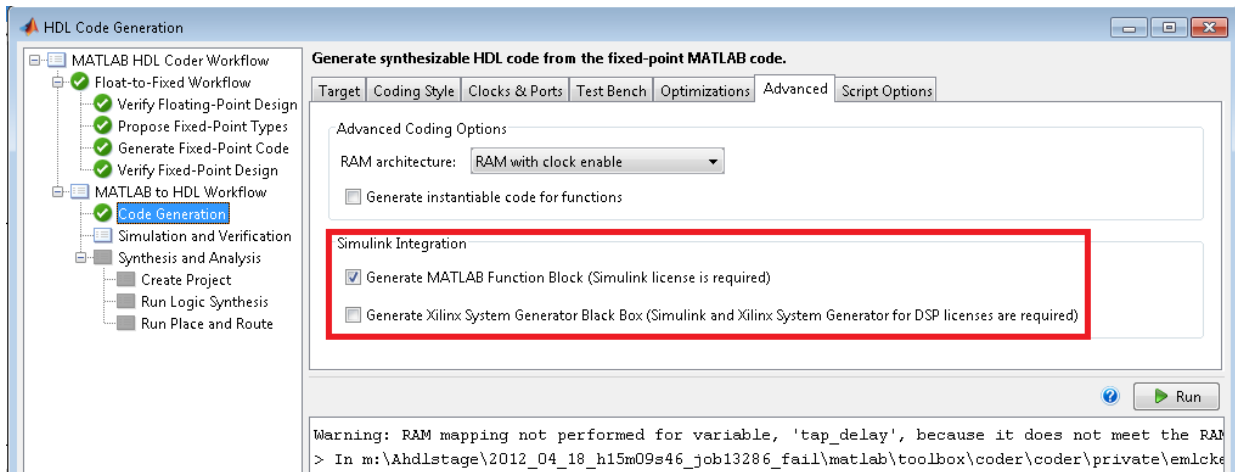 HDL Code Generation
MATLAB HDL Coder Workflow
Float-to-Fixed Workflow
Verify Floating-Point Design
Propose Fixed-Point Types
Generate Fixed-Point Code
Verify Fixed-Point Design
MATLAB to HDL Workflow
Code Generation
Simulation and Verification
Synthesis and Analysis
Create Project
Run Logic Synthesis
Run Place and Route
Generate synthesizable HDL code from the fixed-point MATLAB code.
Target Coding Style Clocks & Ports Test Bench Optimizations Advanced Script Options
Advanced Coding Options
RAM architecture: RAM with clock enable
Generate instantiable code for functions
Simulink Integration
Generate MATLAB Function Block (Simulink license is required)
Generate Xilinx System Generator Black Box (Simulink and Xilinx System Generator for DSP licenses are required)
Run
Warning: RAM mapping not performed for variable, 'tap_delay', because it does not meet the RAM
> In m:\Ahdlstage\2012_04_18_h15m09s46_job13286_fail\matlab\toolbox\coder\coder\private\emlcke